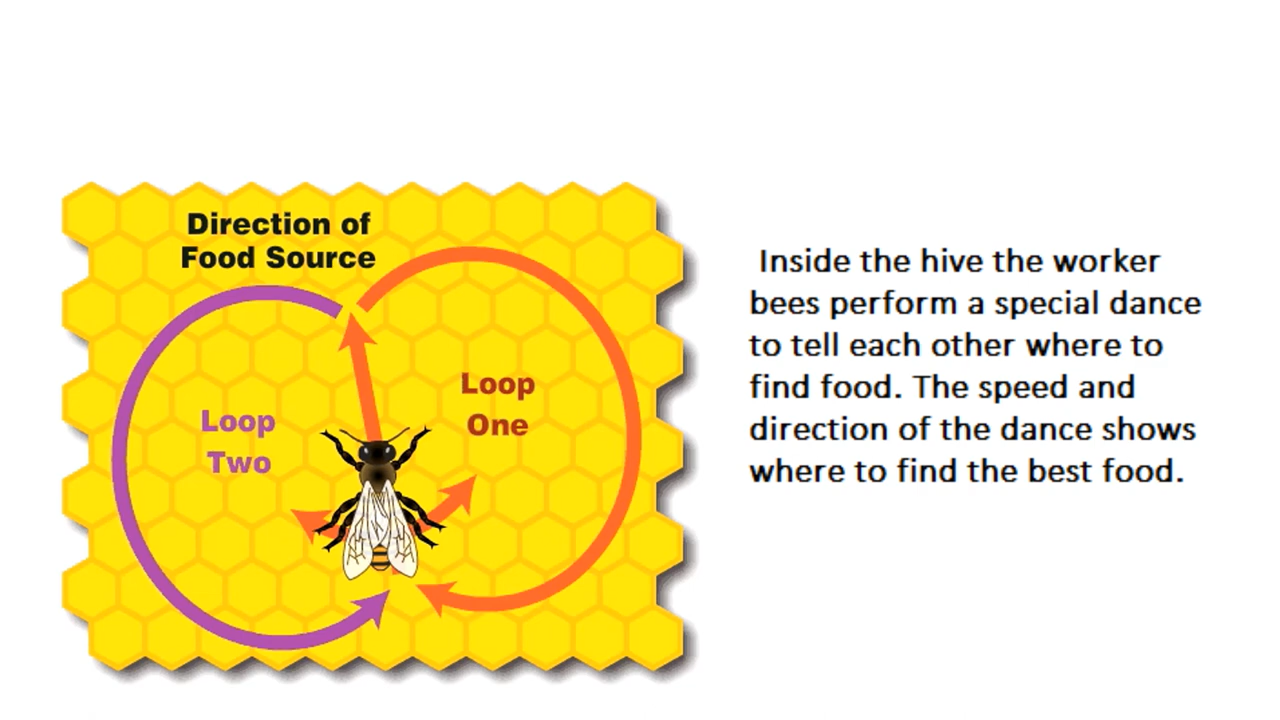 Direction of
Food Source
Loop
One
Loop
Two
Inside the hive the worker
bees perform a special dance
to tell each other where to
find food. The speed and
direction of the dance shows
where to find the best food.